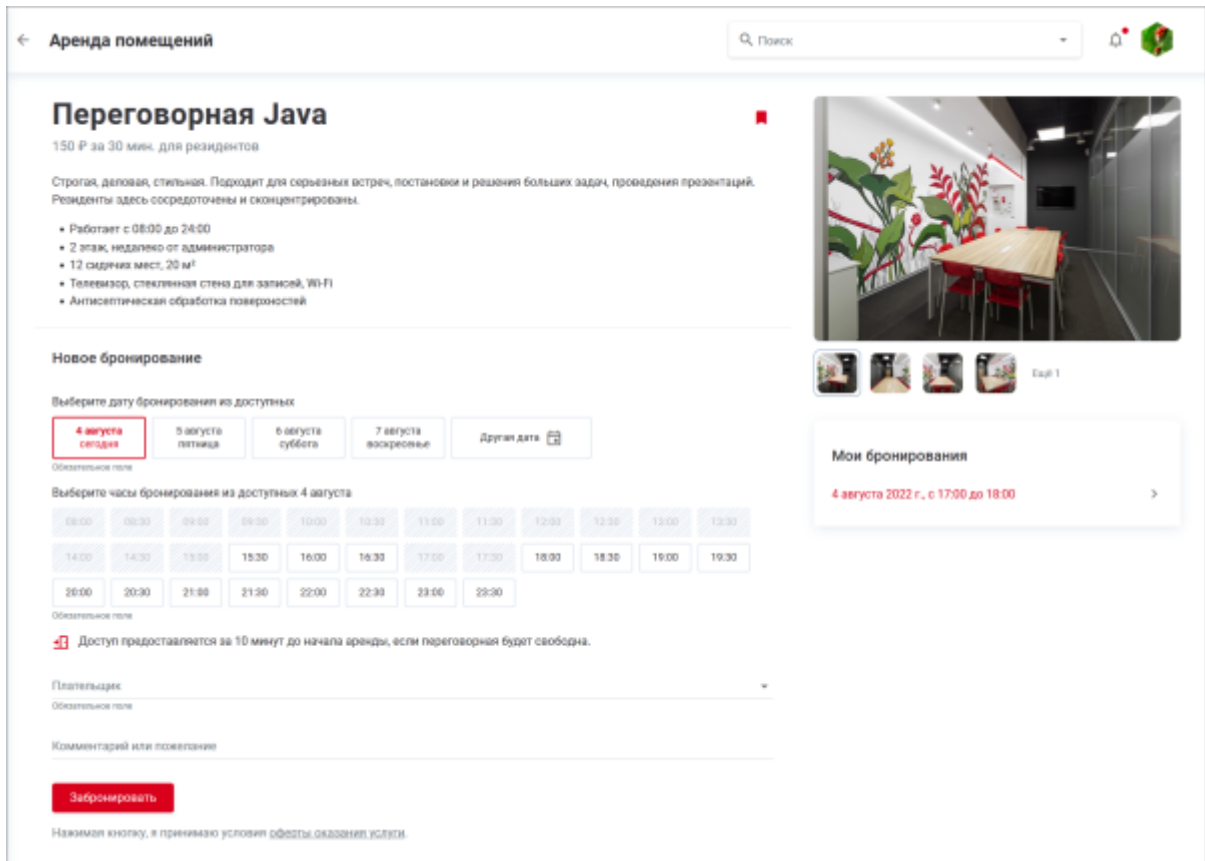 Аренда помещений
Поиск
Переговорная Java
150 ₽ за 30 мин. для резидентов
Строгая, деловая, стильная. Подходит для серьезных встреч, постановки и решения больших задач, проведения презентаций.
Резиденты здесь сосредоточены и сконцентрированы.
• Работает с 08:00 до 24:00
• 2 этаж, недалеко от администратора
• 12 сидячих мест, 20 м²
• Телевизор, стеклянная стена для записей, Wi-Fi
• Антисептическая обработка поверхностей
Ещё 1
Новое бронирование
Выберите дату бронирования из доступных
4 августа 5 августа 6 августа 7 августа
сегодня пятница суббота воскресенье Другая дата
Обязательное поле
Мои бронирования
4 августа 2022 г., с 17:00 до 18:00
Выберите часы бронирования из доступных 4 августа
08:00 08:30 09:00 09:30 10:00 10:30 11:00 11:30 12:00 12:30 13:00 13:30
14:00 14:30 15:00 15:30 16:00 16:30 17:00 17:30 18:00 18:30 19:00 19:30
20:00 20:30 21:00 21:30 22:00 22:30 23:00 23:30
Обязательное поле
Доступ предоставляется за 10 минут до начала аренды, если переговорная будет свободна.
Плательщик
Обязательное поле
Комментарий или пожелание
Забронировать
Нажимая кнопку, я принимаю условия оферты оказания услуги.